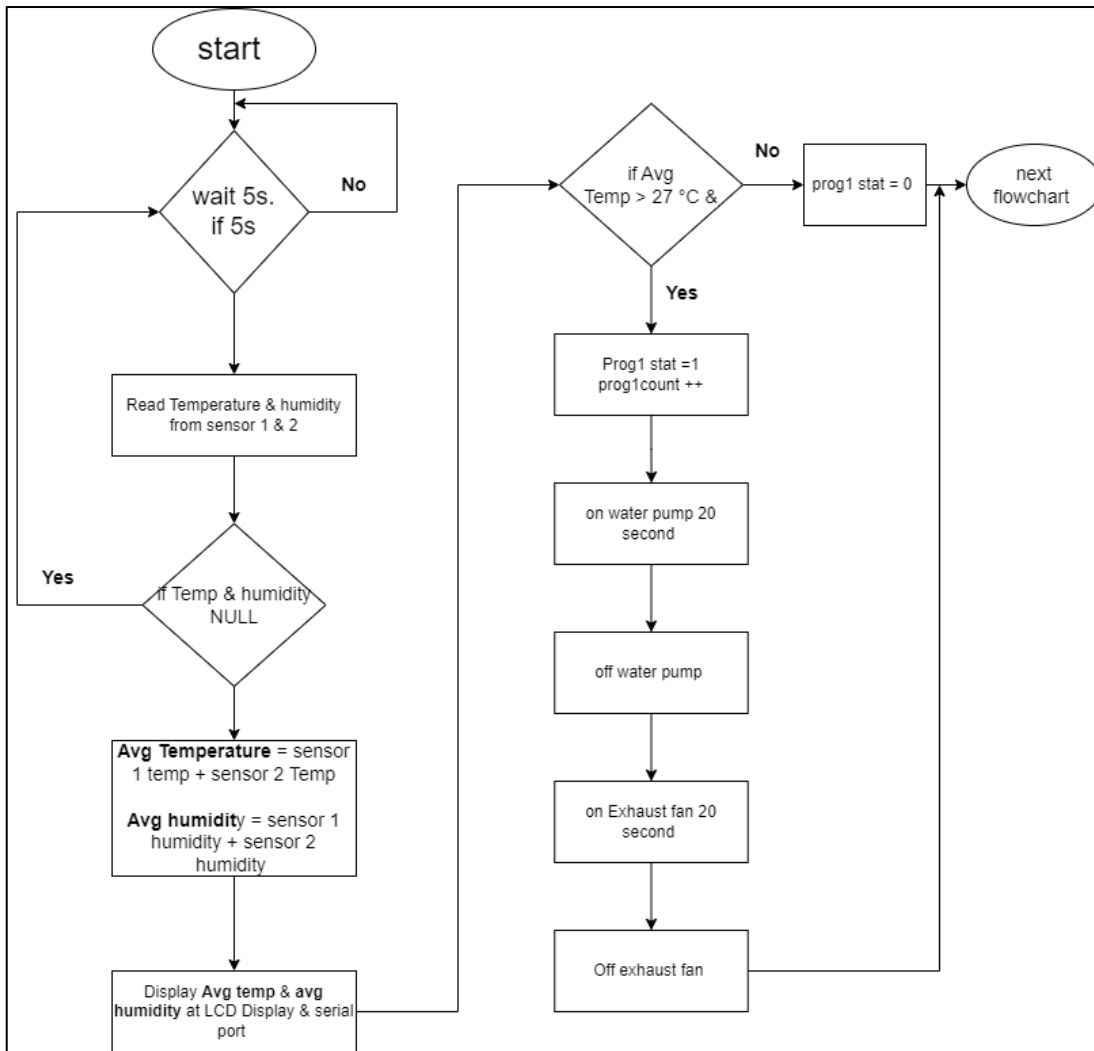 start
wait 5s.
if 5s
No
Read Temperature & humidity
from sensor 1 & 2
Yes
if Temp & humidity
NULL
Avg Temperature = sensor
1 temp + sensor 2 Temp
Avg humidity = sensor 1
humidity + sensor 2
humidity
Display Avg temp & avg
humidity at LCD Display & serial
port
if Avg
Temp > 27 °C &
No
prog1 stat = 0
next
flowchart
Yes
Prog1 stat =1
prog1count ++
on water pump 20
second
off water pump
on Exhaust fan 20
second
Off exhaust fan